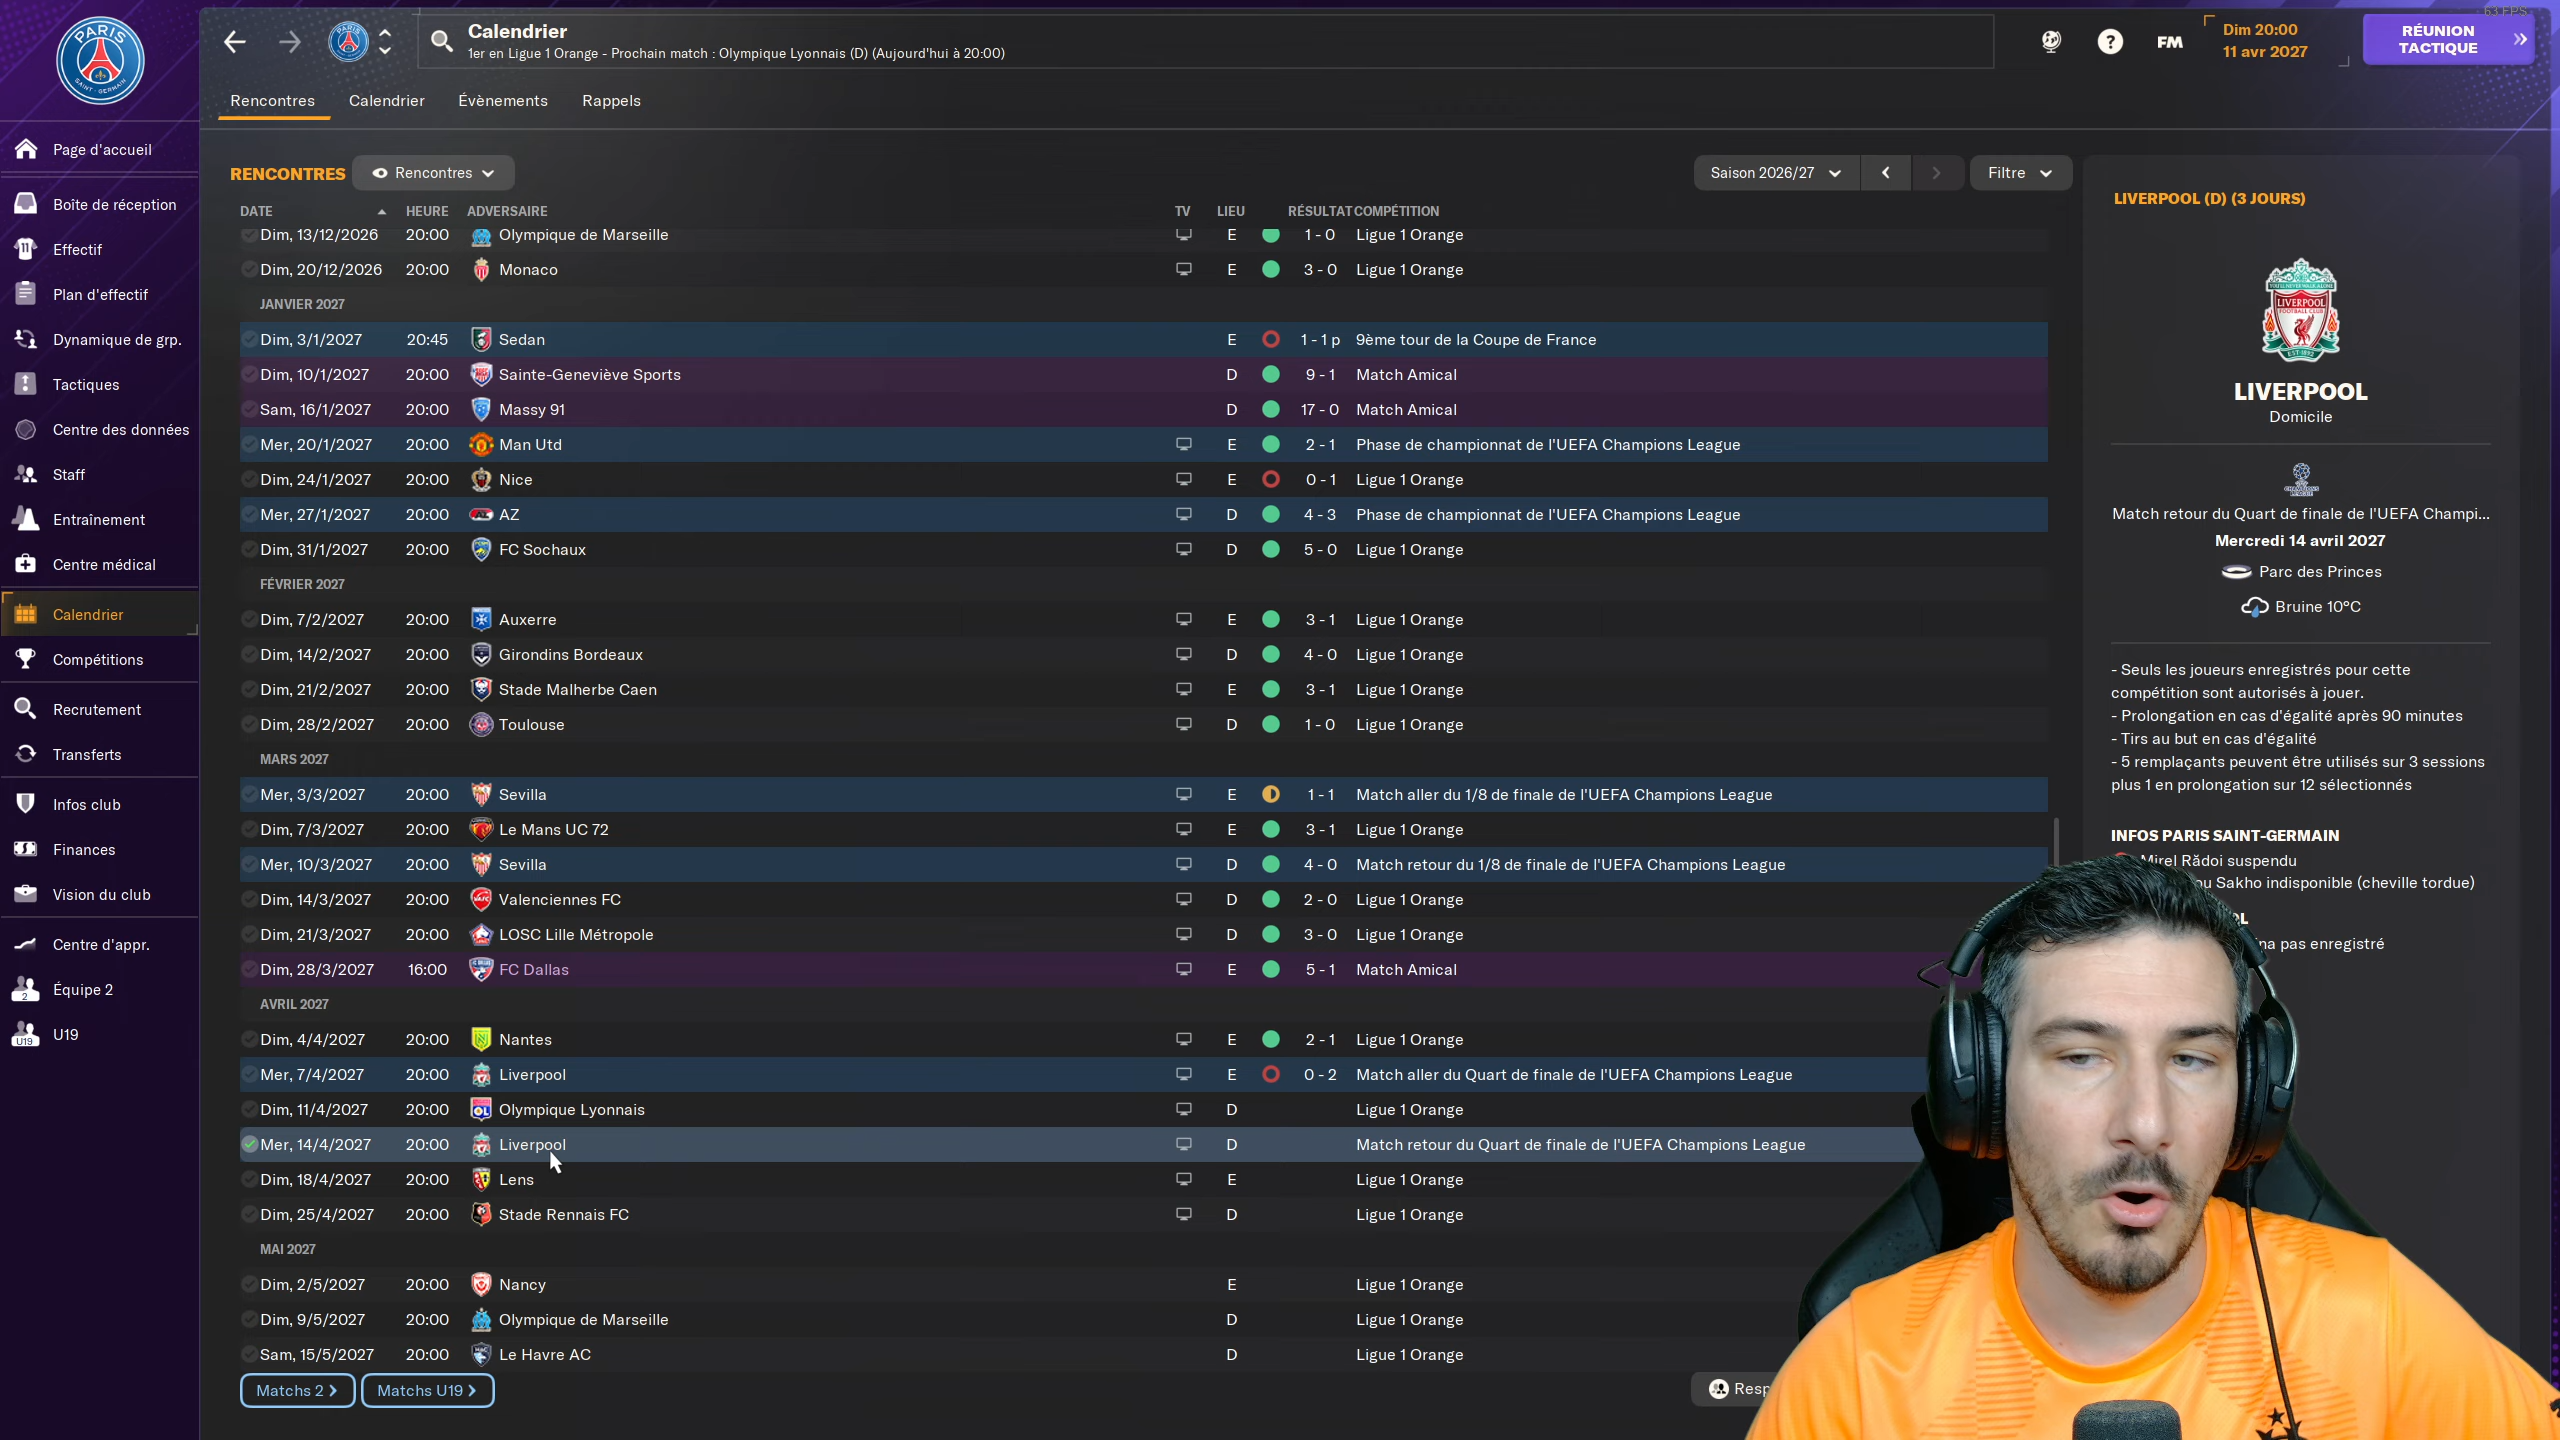 63 FPS
Calendrier
1er en Ligue 1 Orange - Prochain match : Olympique Lyonnais (D) (Aujourd'hui à 20:00)
FM
Dim 20:00
11 avr 2027
RÉUNION
TACTIQUE
Rencontres Calendrier Évènements Rappels
Page d'accueil
Boîte de réception
Effectif
Plan d'effectif
Dynamique de grp.
Tactiques
Centre des données
Staff
Entraînement
Centre médical
Calendrier
Compétitions
Recrutement
Transferts
Infos club
Finances
Vision du club
Centre d'appr.
Équipe 2
U19
RENCONTRES Rencontres Saison 2026/27 Filtre
DATE HEURE ADVERSAIRE TV LIEU RÉSULTAT COMPÉTITION
Dim, 13/12/2026 20:00 Olympique de Marseille E 1 - 0 Ligue 1 Orange
Dim, 20/12/2026 20:00 Monaco E 3 - 0 Ligue 1 Orange
JANVIER 2027
Dim, 3/1/2027 20:45 Sedan E 1 - 1 p 9ème tour de la Coupe de France
Dim, 10/1/2027 20:00 Sainte-Geneviève Sports D 9 - 1 Match Amical
Sam, 16/1/2027 20:00 Massy 91 D 17 - 0 Match Amical
Mer, 20/1/2027 20:00 Man Utd E 2 - 1 Phase de championnat de l'UEFA Champions League
Dim, 24/1/2027 20:00 Nice E 0 - 1 Ligue 1 Orange
Mer, 27/1/2027 20:00 AZ D 4 - 3 Phase de championnat de l'UEFA Champions League
Dim, 31/1/2027 20:00 FC Sochaux D 5 - 0 Ligue 1 Orange
FÉVRIER 2027
Dim, 7/2/2027 20:00 Auxerre E 3 - 1 Ligue 1 Orange
Dim, 14/2/2027 20:00 Girondins Bordeaux D 4 - 0 Ligue 1 Orange
Dim, 21/2/2027 20:00 Stade Malherbe Caen E 3 - 1 Ligue 1 Orange
Dim, 28/2/2027 20:00 Toulouse D 1 - 0 Ligue 1 Orange
MARS 2027
Mer, 3/3/2027 20:00 Sevilla E 1 - 1 Match aller du 1/8 de finale de l'UEFA Champions League
Dim, 7/3/2027 20:00 Le Mans UC 72 E 3 - 1 Ligue 1 Orange
Mer, 10/3/2027 20:00 Sevilla D 4 - 0 Match retour du 1/8 de finale de l'UEFA Champions League
Dim, 14/3/2027 20:00 Valenciennes FC D 2 - 0 Ligue 1 Orange
Dim, 21/3/2027 20:00 LOSC Lille Métropole D 3 - 0 Ligue 1 Orange
Dim, 28/3/2027 16:00 FC Dallas E 5 - 1 Match Amical
AVRIL 2027
Dim, 4/4/2027 20:00 Nantes E 2 - 1 Ligue 1 Orange
Mer, 7/4/2027 20:00 Liverpool E 0 - 2 Match aller du Quart de finale de l'UEFA Champions League
Dim, 11/4/2027 20:00 Olympique Lyonnais D Ligue 1 Orange
Mer, 14/4/2027 20:00 Liverpool D Match retour du Quart de finale de l'UEFA Champions League
Dim, 18/4/2027 20:00 Lens E Ligue 1 Orange
Dim, 25/4/2027 20:00 Stade Rennais FC D Ligue 1 Orange
MAI 2027
Dim, 2/5/2027 20:00 Nancy E Ligue 1 Orange
Dim, 9/5/2027 20:00 Olympique de Marseille D Ligue 1 Orange
Sam, 15/5/2027 20:00 Le Havre AC D Ligue 1 Orange
Matchs 2 Matchs U19 Resp
LIVERPOOL (D) (3 JOURS)
LIVERPOOL
Domicile
Match retour du Quart de finale de l'UEFA Champi...
Mercredi 14 avril 2027
Parc des Princes
Bruine 10°C
- Seuls les joueurs enregistrés pour cette
compétition sont autorisés à jouer.
- Prolongation en cas d'égalité après 90 minutes
- Tirs au but en cas d'égalité
- 5 remplaçants peuvent être utilisés sur 3 sessions
plus 1 en prolongation sur 12 sélectionnés
INFOS PARIS SAINT-GERMAIN
Mirel Rădoi suspendu
ou Sakho indisponible (cheville tordue)
OL
na pas enregistré